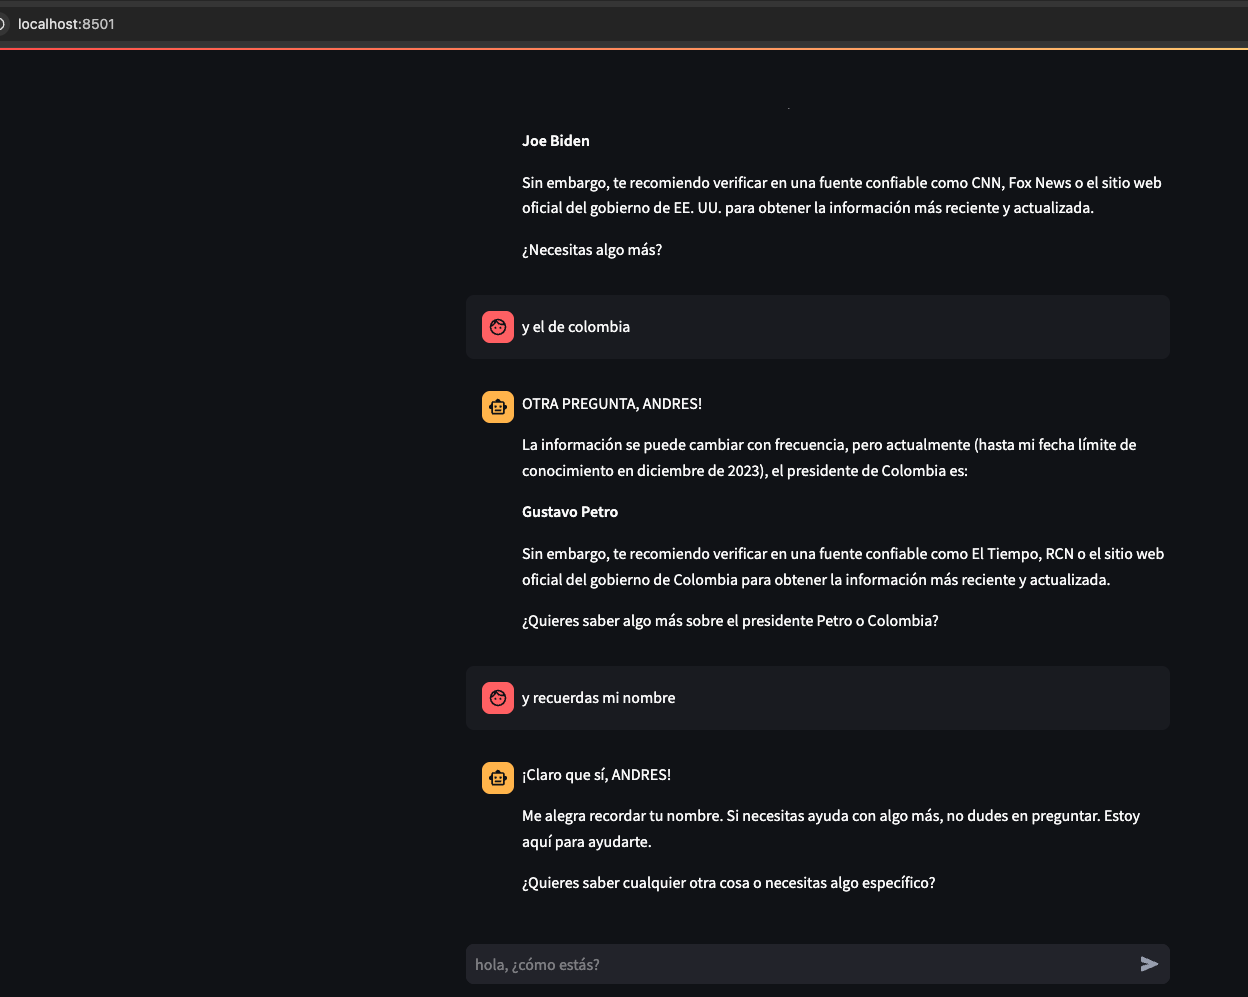 localhost:8501
Joe Biden
Sin embargo, te recomiendo verificar en una fuente confiable como CNN, Fox News o el sitio web
oficial del gobierno de EE. UU. para obtener la información más reciente y actualizada.
¿Necesitas algo más?
y el de colombia
OTRA PREGUNTA, ANDRES!
La información se puede cambiar con frecuencia, pero actualmente (hasta mi fecha límite de
conocimiento en diciembre de 2023), el presidente de Colombia es:
Gustavo Petro
Sin embargo, te recomiendo verificar en una fuente confiable como El Tiempo, RCN o el sitio web
oficial del gobierno de Colombia para obtener la información más reciente y actualizada.
¿Quieres saber algo más sobre el presidente Petro o Colombia?
y recuerdas mi nombre
¡Claro que sí, ANDRES!
Me alegra recordar tu nombre. Si necesitas ayuda con algo más, no dudes en preguntar. Estoy
aquí para ayudarte.
¿Quieres saber cualquier otra cosa o necesitas algo específico?
hola, ¿cómo estás?